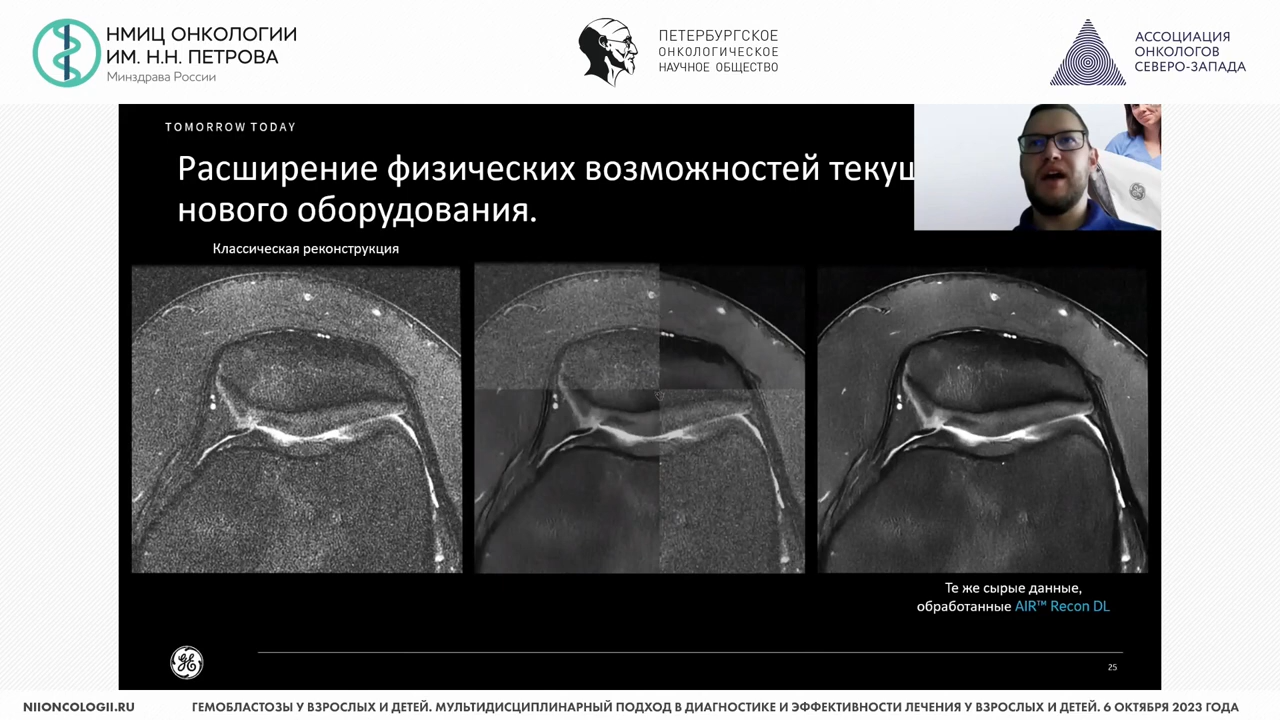 НМИЦ ОНКОЛОГИИ
ИМ. Н.Н. ПЕТРОВА
Минздрава России
ПЕТЕРБУРГСКОЕ
ОНКОЛОГИЧЕСКОЕ
НАУЧНОЕ ОБЩЕСТВО
АССОЦИАЦИЯ
ОНКОЛОГОВ
СЕВЕРО-ЗАПАДА
TOMORROW TODAY
Расширение физических возможностей
нового оборудования.
Классическая реконструкция
Те же сырые данные,
обработанные AIR™ Recon DL
25
NIIONCOLOGII.RU
ГЕМОБЛАСТОЗЫ У ВЗРОСЛЫХ И ДЕТЕЙ. МУЛЬТИДИСЦИПЛИНАРНЫЙ ПОДХОД В ДИАГНОСТИКЕ И ЭФФЕКТИВНОСТИ ЛЕЧЕНИЯ У ВЗРОСЛЫХ И ДЕТЕЙ. 6 ОКТЯБРЯ 2023 ГОДА